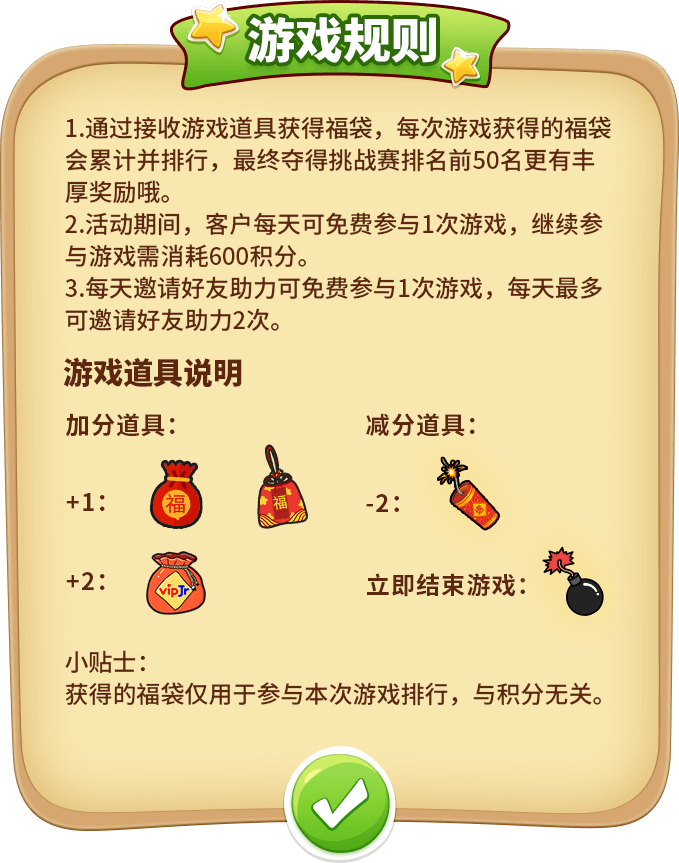 游戏规则
1.通过接收游戏道具获得福袋，每次游戏获得的福袋
会累计并排行，最终夺得挑战赛排名前50名更有丰
厚奖励哦。
2.活动期间，客户每天可免费参与1次游戏，继续参
与游戏需消耗600积分。
3.每天邀请好友助力可免费参与1次游戏，每天最多
可邀请好友助力2次。
游戏道具说明
加分道具：
减分道具：
+1：
福
福
-2：
+2：
vipJr
立即结束游戏：
小贴士：
获得的福袋仅用于参与本次游戏排行，与积分无关。